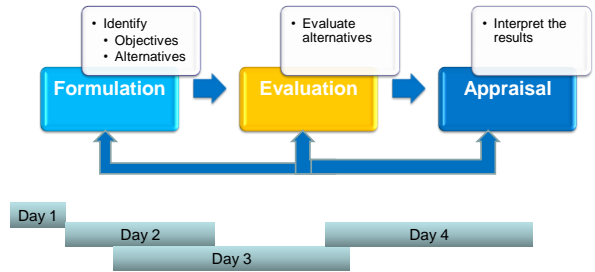 • Identify
• Objectives
• Alternatives
Formulation
• Evaluate
alternatives
Evaluation
• Interpret the
results
Appraisal
Day 1
Day 2
Day 4
Day 3